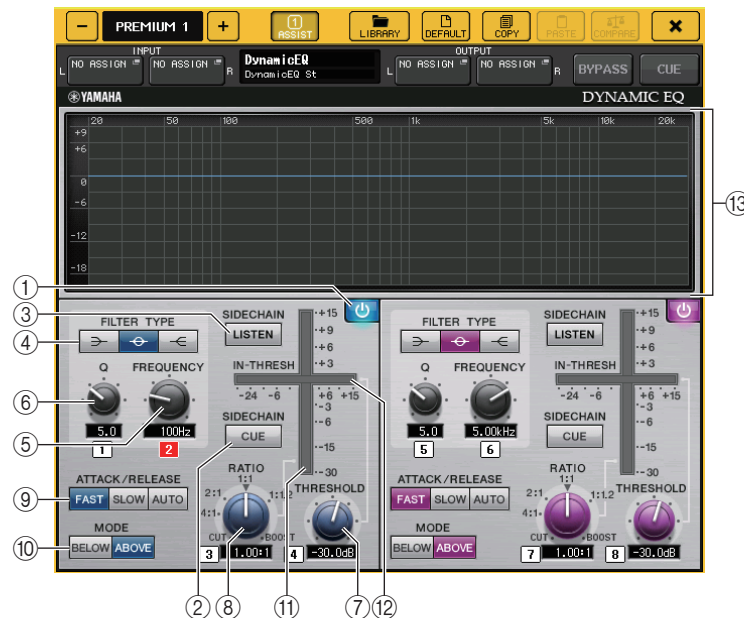 − PREMIUM 1 + 1 ASSIST LIBRARY DEFAULT COPY PASTE COMPARE ×
INPUT OUTPUT
L NO ASSIGN NO ASSIGN R DynamicEQ L NO ASSIGN NO ASSIGN R BYPASS CUE
DynamicEQ St
YAMAHA DYNAMIC EQ
20 50 100 500 1k 5k 10k 20k
+9
+6
0
-6
-12
-18
⑬
①
③
④
⑥
⑤
⑨
⑩
FILTER TYPE
Q FREQUENCY
5.0 100Hz
1 2
ATTACK/RELEASE
FAST SLOW AUTO
MODE
BELOW ABOVE
SIDECHAIN
LISTEN
IN-THRESH
-24 -6 +6 +15
SIDECHAIN
CUE
+15
+9
+6
+3
-3
-6
-15
-30
RATIO
1:1
2:1 1:1.2
4:1
CUT BOOST
3 1.00:1
THRESHOLD
4 -30.0dB
FILTER TYPE
Q FREQUENCY
5.0 5.00kHz
5 6
ATTACK/RELEASE
FAST SLOW AUTO
MODE
BELOW ABOVE
SIDECHAIN
LISTEN
IN-THRESH
-24 -6 +6 +15
SIDECHAIN
CUE
+15
+9
+6
+3
-3
-6
-15
-30
RATIO
1:1
2:1 1:1.2
4:1
CUT BOOST
7 1.00:1
THRESHOLD
8 -30.0dB
② ⑧ ⑪ ⑦ ⑫